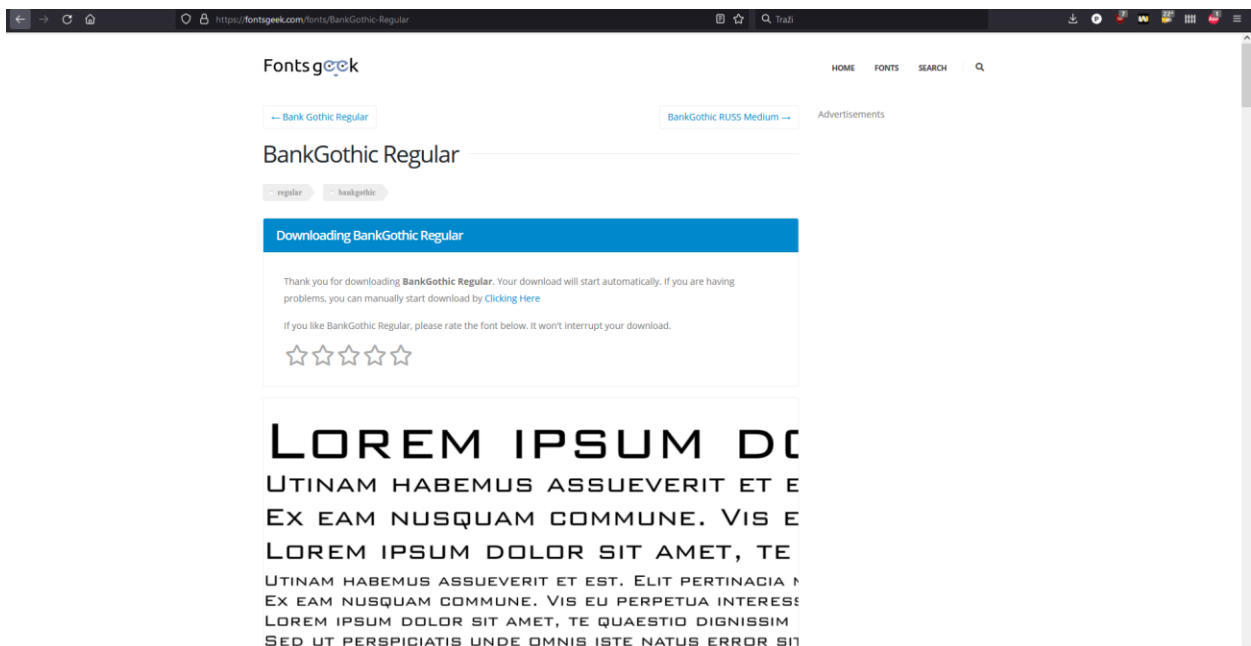 https://fontsgeek.com/fonts/BankGothic-Regular
Traži
Fontsgeek
HOME FONTS SEARCH
← Bank Gothic Regular
BankGothic RUSS Medium →
Advertisements
BankGothic Regular
regular bankgothic
Downloading BankGothic Regular
Thank you for downloading BankGothic Regular. Your download will start automatically. If you are having
problems, you can manually start download by Clicking Here
If you like BankGothic Regular, please rate the font below. It won't interrupt your download.
LOREM IPSUM DO
UTINAM HABEMUS ASSUEVERIT ET E
EX EAM NUSQUAM COMMUNE. VIS E
LOREM IPSUM DOLOR SIT AMET, TE
UTINAM HABEMUS ASSUEVERIT ET EST. ELIT PERTINACIA
EX EAM NUSQUAM COMMUNE. VIS EU PERPETUA INTERESS
LOREM IPSUM DOLOR SIT AMET, TE QUAESTIO DIGNISSIM
SED UT PERSPICIATIS UNDE OMNIS ISTE NATUS ERROR SIT